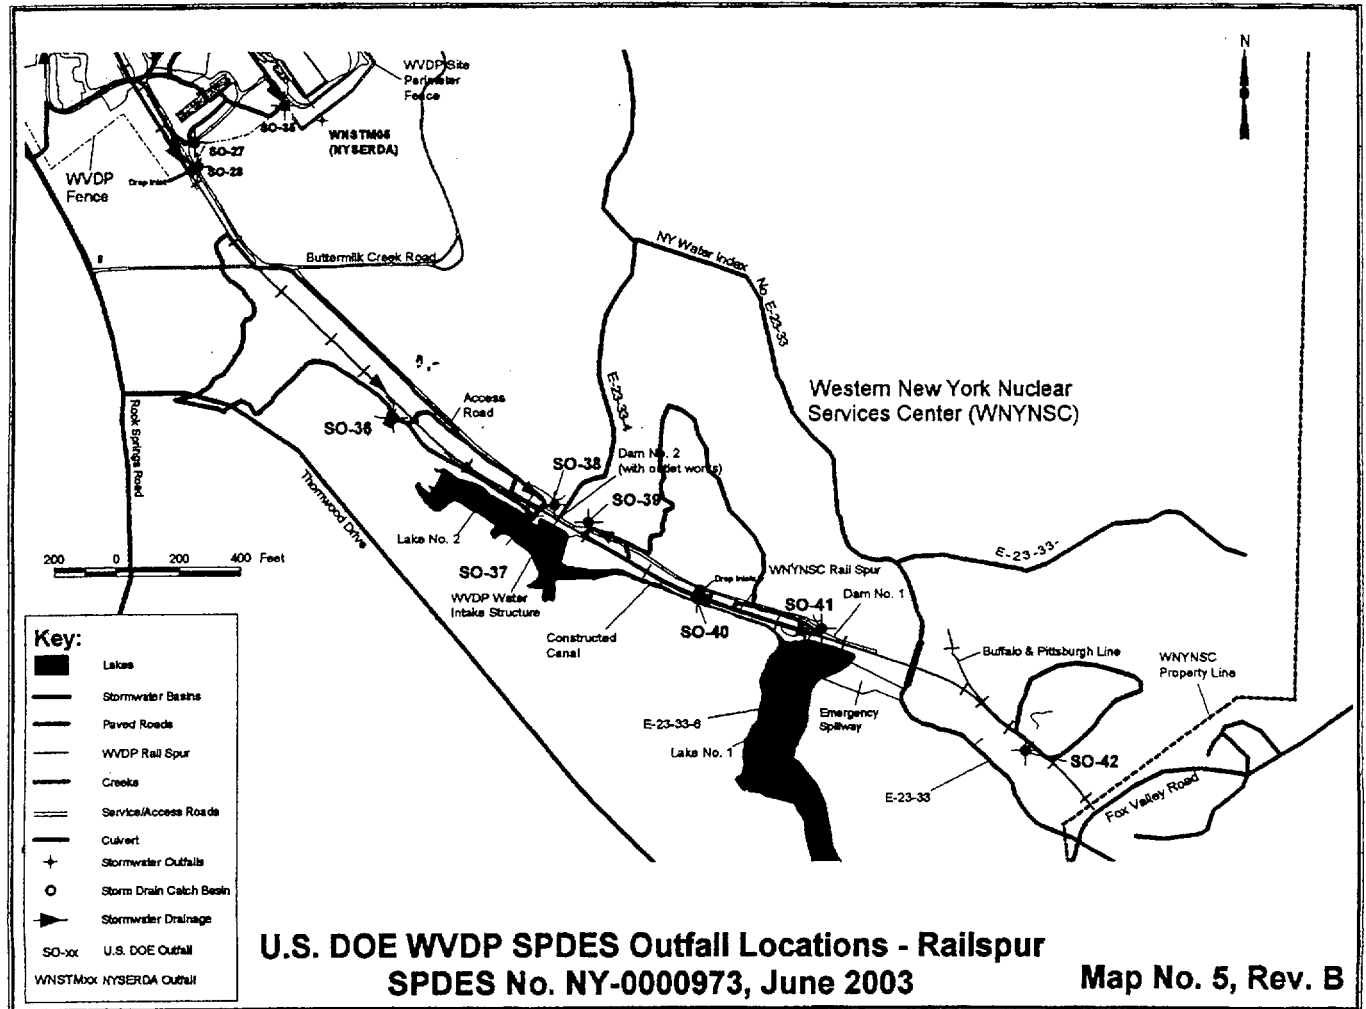 N
WVDP Site
Perimeter
Fence
SO-35
WNSTM05
(NYSERDA)
SO-27
SO-28
Drop Inlet
WVDP
Fence
Buttermilk Creek Road
NY Water Index
No. E-23-33
Western New York Nuclear
Services Center (WNYNSC)
Access
Road
E-23-33-4
SO-36
Rock Springs Road
Thornwood Drive
SO-38
Dam No. 2
(with outlet works)
SO-39
Lake No. 2
SO-37
WVDP Water
Intake Structure
E-23-33-
200 0 200 400 Feet
WNYNSC Rail Spur
Drop Inlets
Dam No. 1
SO-41
SO-40
Constructed
Canal
Buffalo & Pittsburgh Line
WNYNSC
Property Line
Emergency
Spillway
E-23-33-6
Lake No. 1
SO-42
E-23-33
Fox Valley Road
Key:
Lakes
Stormwater Basins
Paved Roads
WVDP Rail Spur
Creeks
Service/Access Roads
Culvert
Stormwater Outfalls
Storm Drain Catch Basin
Stormwater Drainage
SO-xx U.S. DOE Outfall
WNSTMxx NYSERDA Outfall
U.S. DOE WVDP SPDES Outfall Locations - Railspur
SPDES No. NY-0000973, June 2003
Map No. 5, Rev. B